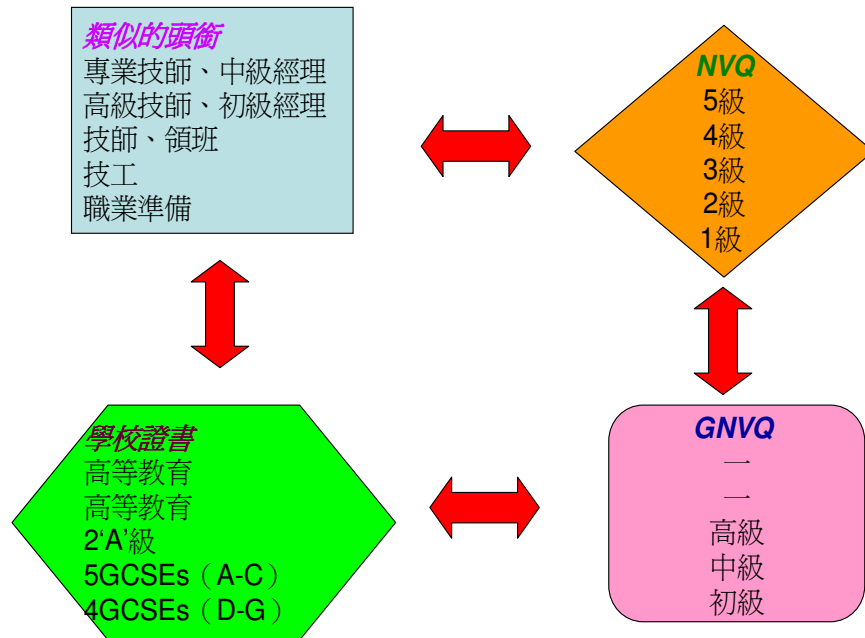 類似的頭銜
專業技師、中級經理
高級技師、初級經理
技師、領班
技工
職業準備
NVQ
5級
4級
3級
2級
1級
學校證書
高等教育
高等教育
2‘A’級
5GCSEs（A-C）
4GCSEs（D-G）
GNVQ
—
—
高級
中級
初級